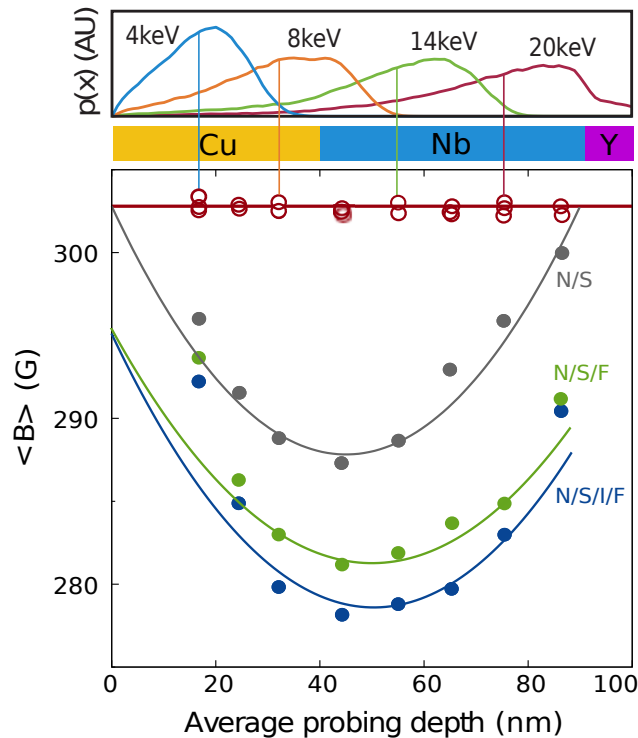 p(x) (AU)
4keV 8keV 14keV 20keV
Cu Nb Y
<B> (G)
300
290
280
N/S
N/S/F
N/S/I/F
0 20 40 60 80 100
Average probing depth (nm)